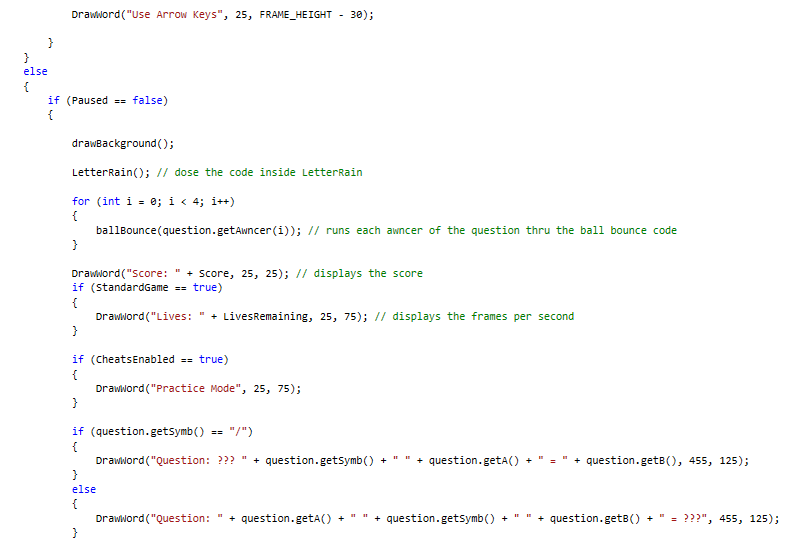 DrawWord("Use Arrow Keys", 25, FRAME_HEIGHT - 30);
}
}
else
{
if (Paused == false)
{
drawBackground();
LetterRain(); // dose the code inside LetterRain
for (int i = 0; i < 4; i++)
{
ballBounce(question.getAwncer(i)); // runs each awncer of the question thru the ball bounce code
}
DrawWord("Score: " + Score, 25, 25); // displays the score
if (StandardGame == true)
{
DrawWord("Lives: " + LivesRemaining, 25, 75); // displays the frames per second
}
if (CheatsEnabled == true)
{
DrawWord("Practice Mode", 25, 75);
}
if (question.getSymb() == "/")
{
DrawWord("Question: ??? " + question.getSymb() + " " + question.getA() + " = " + question.getB(), 455, 125);
}
else
{
DrawWord("Question: " + question.getA() + " " + question.getSymb() + " " + question.getB() + " = ???", 455, 125);
}